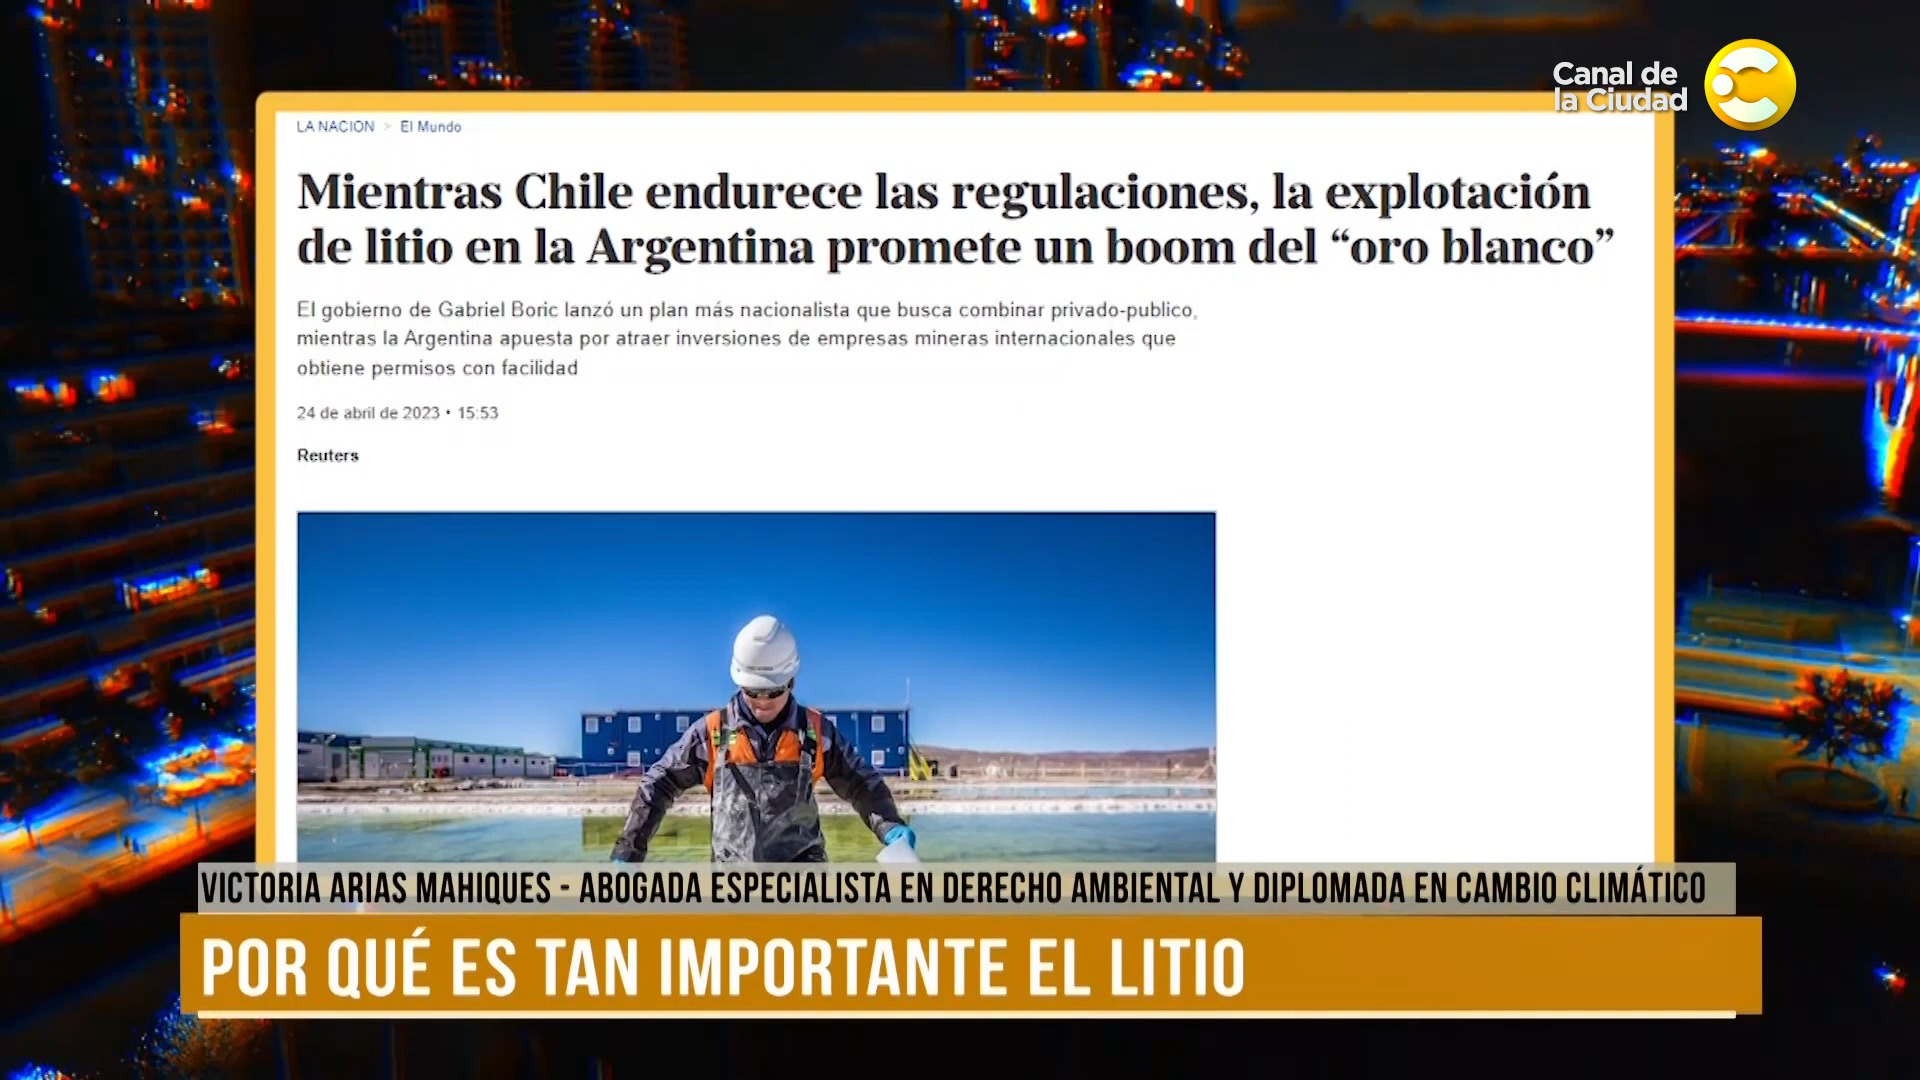 Canal de
la Ciudad
LA NACION > El Mundo
Mientras Chile endurece las regulaciones, la explotación
de litio en la Argentina promete un boom del “oro blanco”
El gobierno de Gabriel Boric lanzó un plan más nacionalista que busca combinar privado-publico,
mientras la Argentina apuesta por atraer inversiones de empresas mineras internacionales que
obtiene permisos con facilidad
24 de abril de 2023 • 15:53
Reuters
VICTORIA ARIAS MAHIQUES - ABOGADA ESPECIALISTA EN DERECHO AMBIENTAL Y DIPLOMADA EN CAMBIO CLIMÁTICO
POR QUÉ ES TAN IMPORTANTE EL LITIO